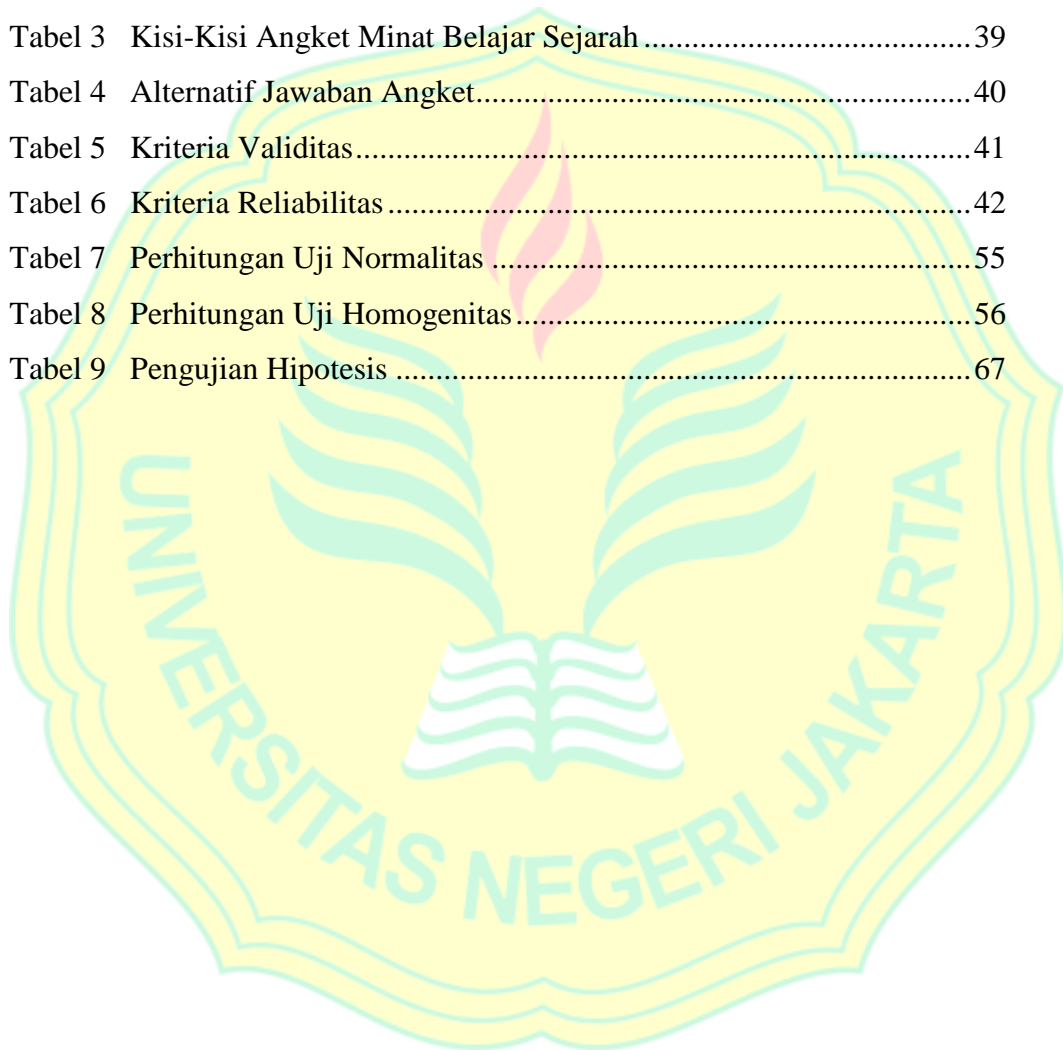 Tabel 3 Kisi-Kisi Angket Minat Belajar Sejarah.........................................39
Tabel 4 Alternatif Jawaban Angket..............................................................40
Tabel 5 Kriteria Validitas.............................................................................41
Tabel 6 Kriteria Reliabilitas.........................................................................42
Tabel 7 Perhitungan Uji Normalitas............................................................55
Tabel 8 Perhitungan Uji Homogenitas.........................................................56
Tabel 9 Pengujian Hipotesis........................................................................67
UNIVERSITAS NEGERI JAKARTA